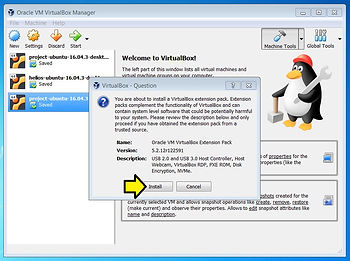 Oracle VM VirtualBox Manager
File Machine Help
New Settings Discard Start
Machine Tools Global Tools
project-ubuntu-16.04.3-deskt...
Saved
helios-ubuntu-16.04.3-...
Saved
project-ubuntu-16.04.3-...
Saved
Welcome to VirtualBox!
The left part of this window lists all virtual machines and
virtual machine groups on your computer.
VirtualBox - Question
You are about to install a VirtualBox extension pack. Extension
packs complement the functionality of VirtualBox and can
contain system level software that could be potentially harmful
to your system. Please review the description below and only
proceed if you have obtained the extension pack from a
trusted source.
Name: Oracle VM VirtualBox Extension Pack
Version: 5.2.12r122591
Description: USB 2.0 and USB 3.0 Host Controller, Host
Webcam, VirtualBox RDP, PXE ROM, Disk
Encryption, NVMe.
Install Cancel
of properties for the
created for the
currently selected VM and allows snapshot operations like create, remove, restore
(make current) and observe their properties. Allows to edit snapshot attributes like
name and description.